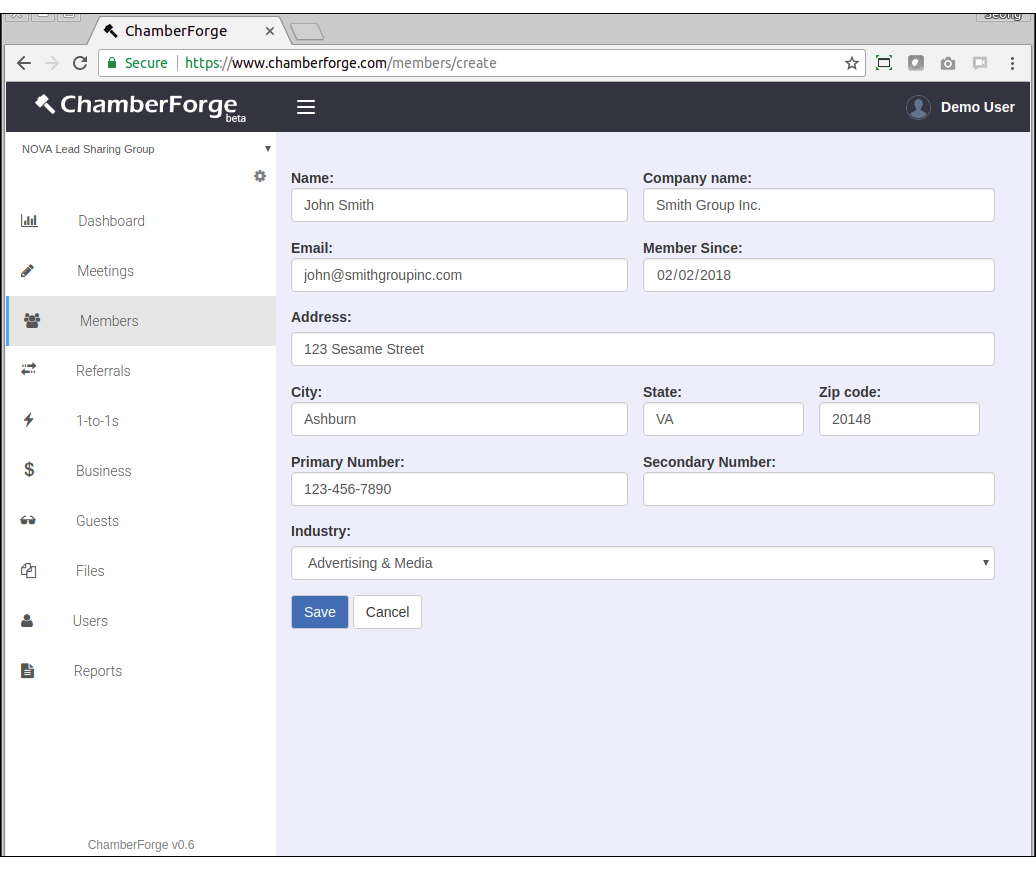 Seong
ChamberForge
Secure https://www.chamberforge.com/members/create
ChamberForge
beta
Demo User
NOVA Lead Sharing Group
Dashboard
Meetings
Members
Referrals
1-to-1s
Business
Guests
Files
Users
Reports
ChamberForge v0.6
Name: Company name:
John Smith Smith Group Inc.
Email: Member Since:
john@smithgroupinc.com 02/02/2018
Address:
123 Sesame Street
City: State: Zip code:
Ashburn VA 20148
Primary Number: Secondary Number:
123-456-7890
Industry:
Advertising & Media
Save Cancel